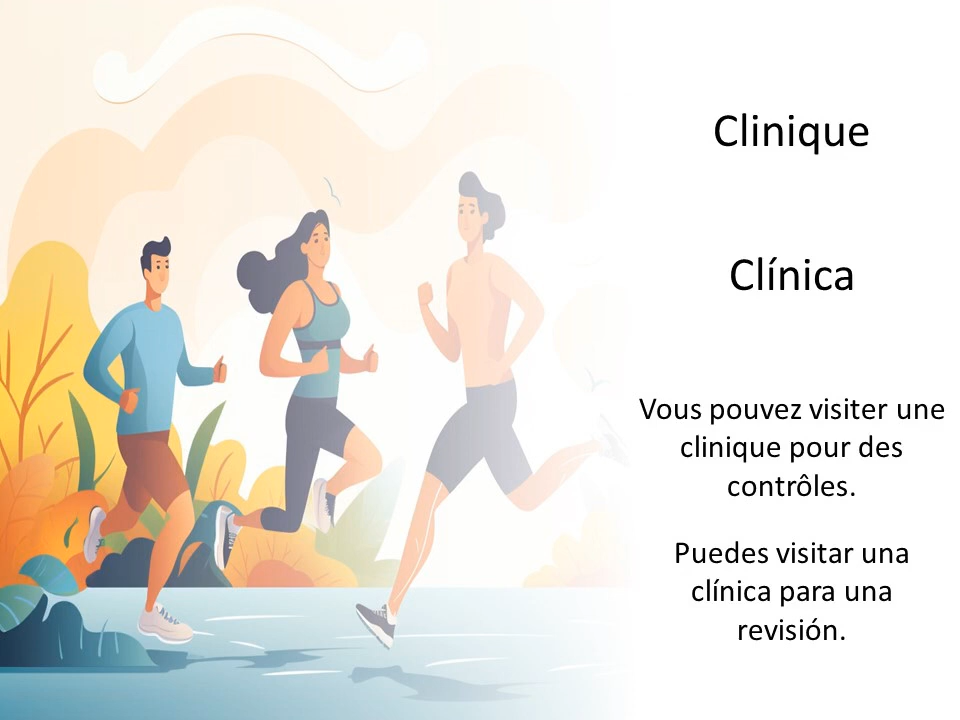 Clinique
Clínica
Vous pouvez visiter une
clinique pour des
contrôles.
Puedes visitar una
clínica para una
revisión.